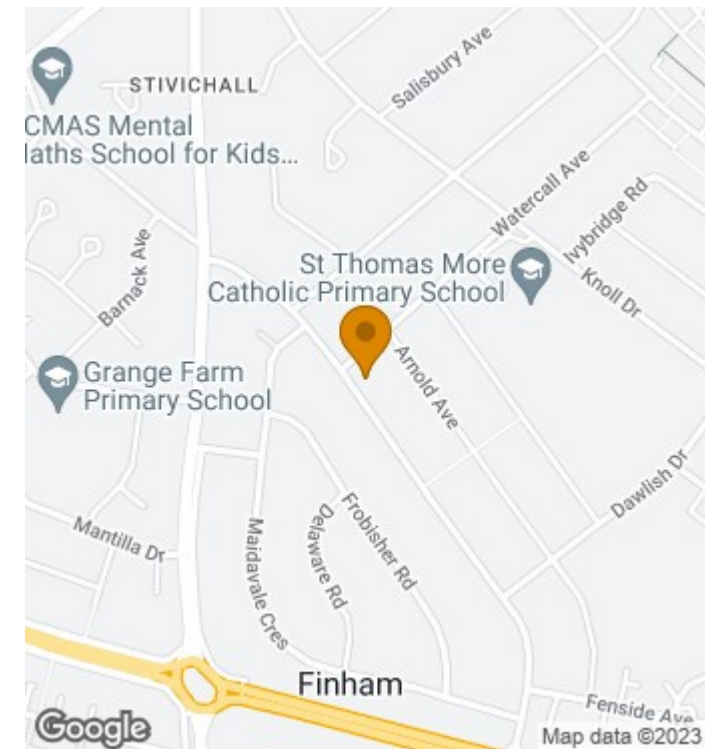 Salisbury Ave
STIVICHALL
CMAS Mental
Maths School for Kids...
Watercall Ave
Ivybridge Rd
Barnack Ave
St Thomas More
Catholic Primary School
Knoll Dr
Grange Farm
Primary School
Arnold Ave
Dawlish Dr
Mantilla Dr
Maidavale Cres
Delaware Rd
Frobisher Rd
Finham
Fenside Ave
Google
Map data ©2023